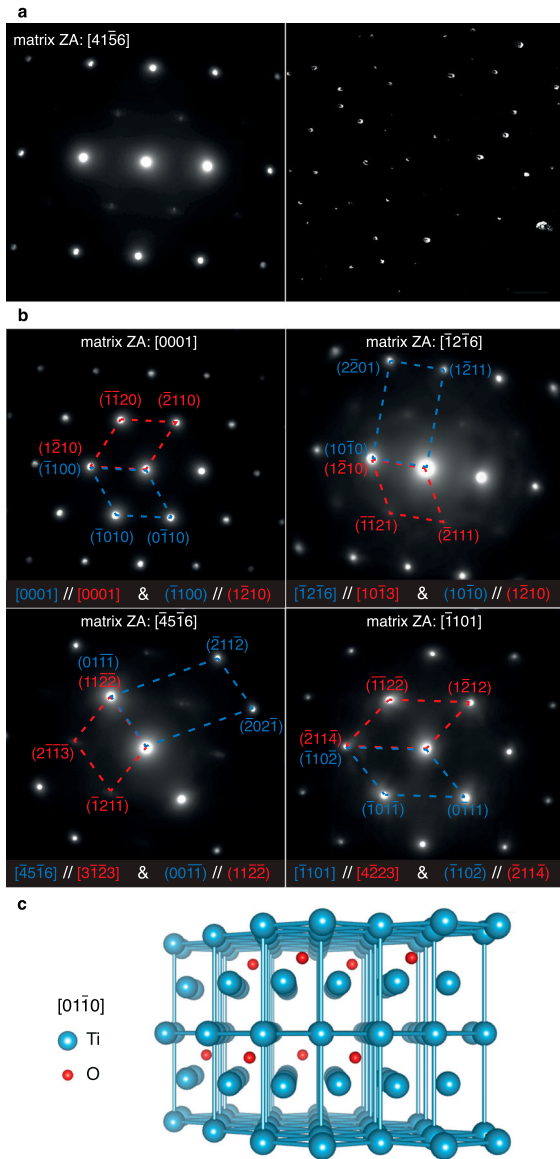 a
matrix ZA: [411̅5̅6]
b
matrix ZA: [0001]
(1̅1̅20)
(2̅110)
(12̅10)
(1̅100)
(1̅010)
(01̅10)
[0001] // [0001] & (1̅100) // (12̅10)
matrix ZA: [1̅21̅6]
(22̅01)
(12̅11)
(101̅0)
(12̅10)
(1̅1̅21)
(2̅111)
[1̅21̅6] // [101̅3] & (101̅0) // (12̅10)
matrix ZA: [4̅51̅6]
(011̅1̅)
(112̅2̅)
(2̅112̅)
(2̅021̅)
(21̅1̅3̅)
(1̅21̅1̅)
[4̅51̅6] // [31̅2̅3] & (001̅1̅) // (112̅2̅)
matrix ZA: [1̅101]
(1̅1̅22̅)
(12̅12)
(2̅114̅)
(1̅102̅)
(1̅011̅)
(01̅11)
[1̅101] // [42̅2̅3] & (1̅102̅) // (2̅114̅)
c
[011̅0]
Ti
O